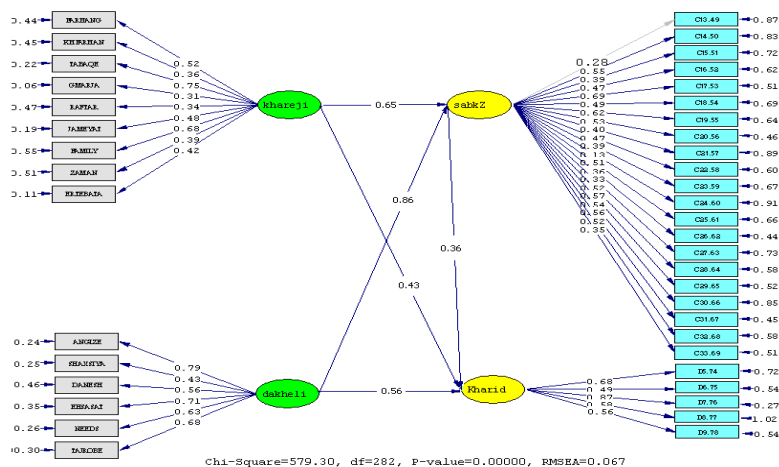 0.44 FARHANG
0.45
0.22 TABAQE
0.06
0.47 RAFTAR
0.19 JAMEYAT
0.55 FAMILY
0.51 ZAMAN
0.11 ERTEBATA
0.52
0.36
0.75
0.31
0.34
0.48
0.68
0.39
0.42
khareji
0.65
sabkZ
0.86
0.36
0.43
0.24 ANGIZE
0.25 SHAXSIYA
0.46 DANESH
0.35 EHSASAT
0.26 NEEDS
0.30 TAJROBE
0.79
0.43
0.56
0.71
0.63
0.68
dakheli
0.56
Kharid
0.28
0.55
0.39
0.47
0.69
0.49
0.62
0.53
0.40
0.47
0.39
0.13
0.51
0.36
0.33
0.52
0.57
0.54
0.56
0.52
0.35
C13.49 0.87
C14.50 0.83
C15.51 0.72
C16.52 0.62
C17.53 0.51
C18.54 0.69
C19.55 0.64
C20.56 0.46
C21.57 0.89
C22.58 0.60
C23.59 0.67
C24.60 0.91
C25.61 0.66
C26.62 0.44
C27.63 0.73
C28.64 0.58
C29.65 0.52
C30.66 0.85
C31.67 0.45
C32.68 0.58
C33.69 0.51
0.68
0.49
0.87
0.58
0.56
D5.74 0.72
D6.75 0.54
D7.76 0.27
D8.77 1.02
D9.78 0.54
Chi-Square=579.30, df=282, P-value=0.00000, RMSEA=0.067